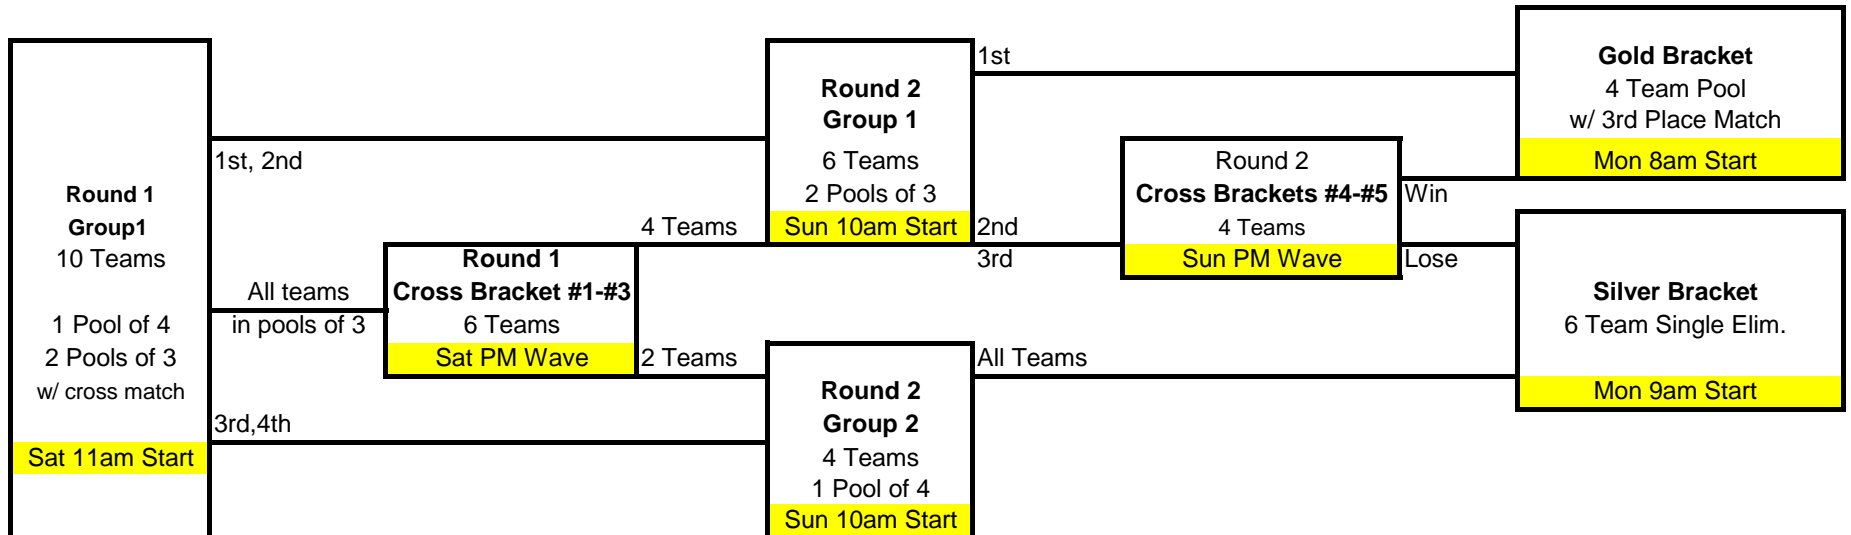 Round 1
Group1
10 Teams
1 Pool of 4
2 Pools of 3
w/ cross match
Sat 11am Start
1st, 2nd
All teams
in pools of 3
3rd,4th
Round 1
Cross Bracket #1-#3
6 Teams
Sat PM Wave
4 Teams
2 Teams
Round 2
Group 1
6 Teams
2 Pools of 3
Sun 10am Start
Round 2
Group 2
4 Teams
1 Pool of 4
Sun 10am Start
1st
2nd
3rd
All Teams
Round 2
Cross Brackets #4-#5
4 Teams
Sun PM Wave
Win
Lose
Gold Bracket
4 Team Pool
w/ 3rd Place Match
Mon 8am Start
Silver Bracket
6 Team Single Elim.
Mon 9am Start